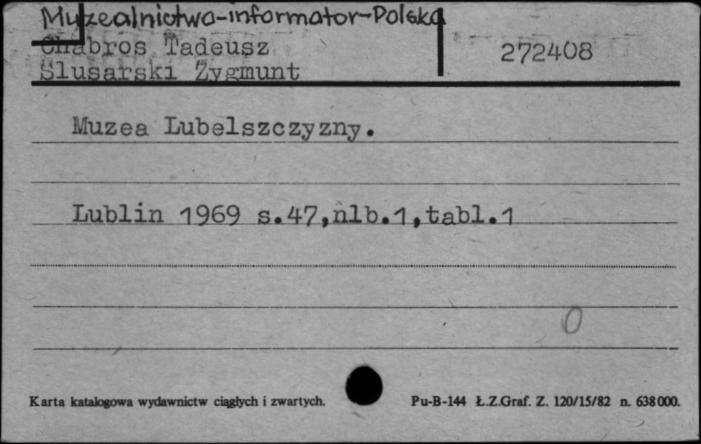 Muzealnictwo-informator-Polska
Chabros Tadeusz
272408
Slusarski Zygmunt
Muzea Lubelszczyzny.
Lublin 1969 s.47,nlb.1,tabl.1
0
Karta katalogowa wydawnictw ciągłych i zwartych.
Pu-B-144 Ł.Z.Graf. Z. 120/15/82 n. 638000.